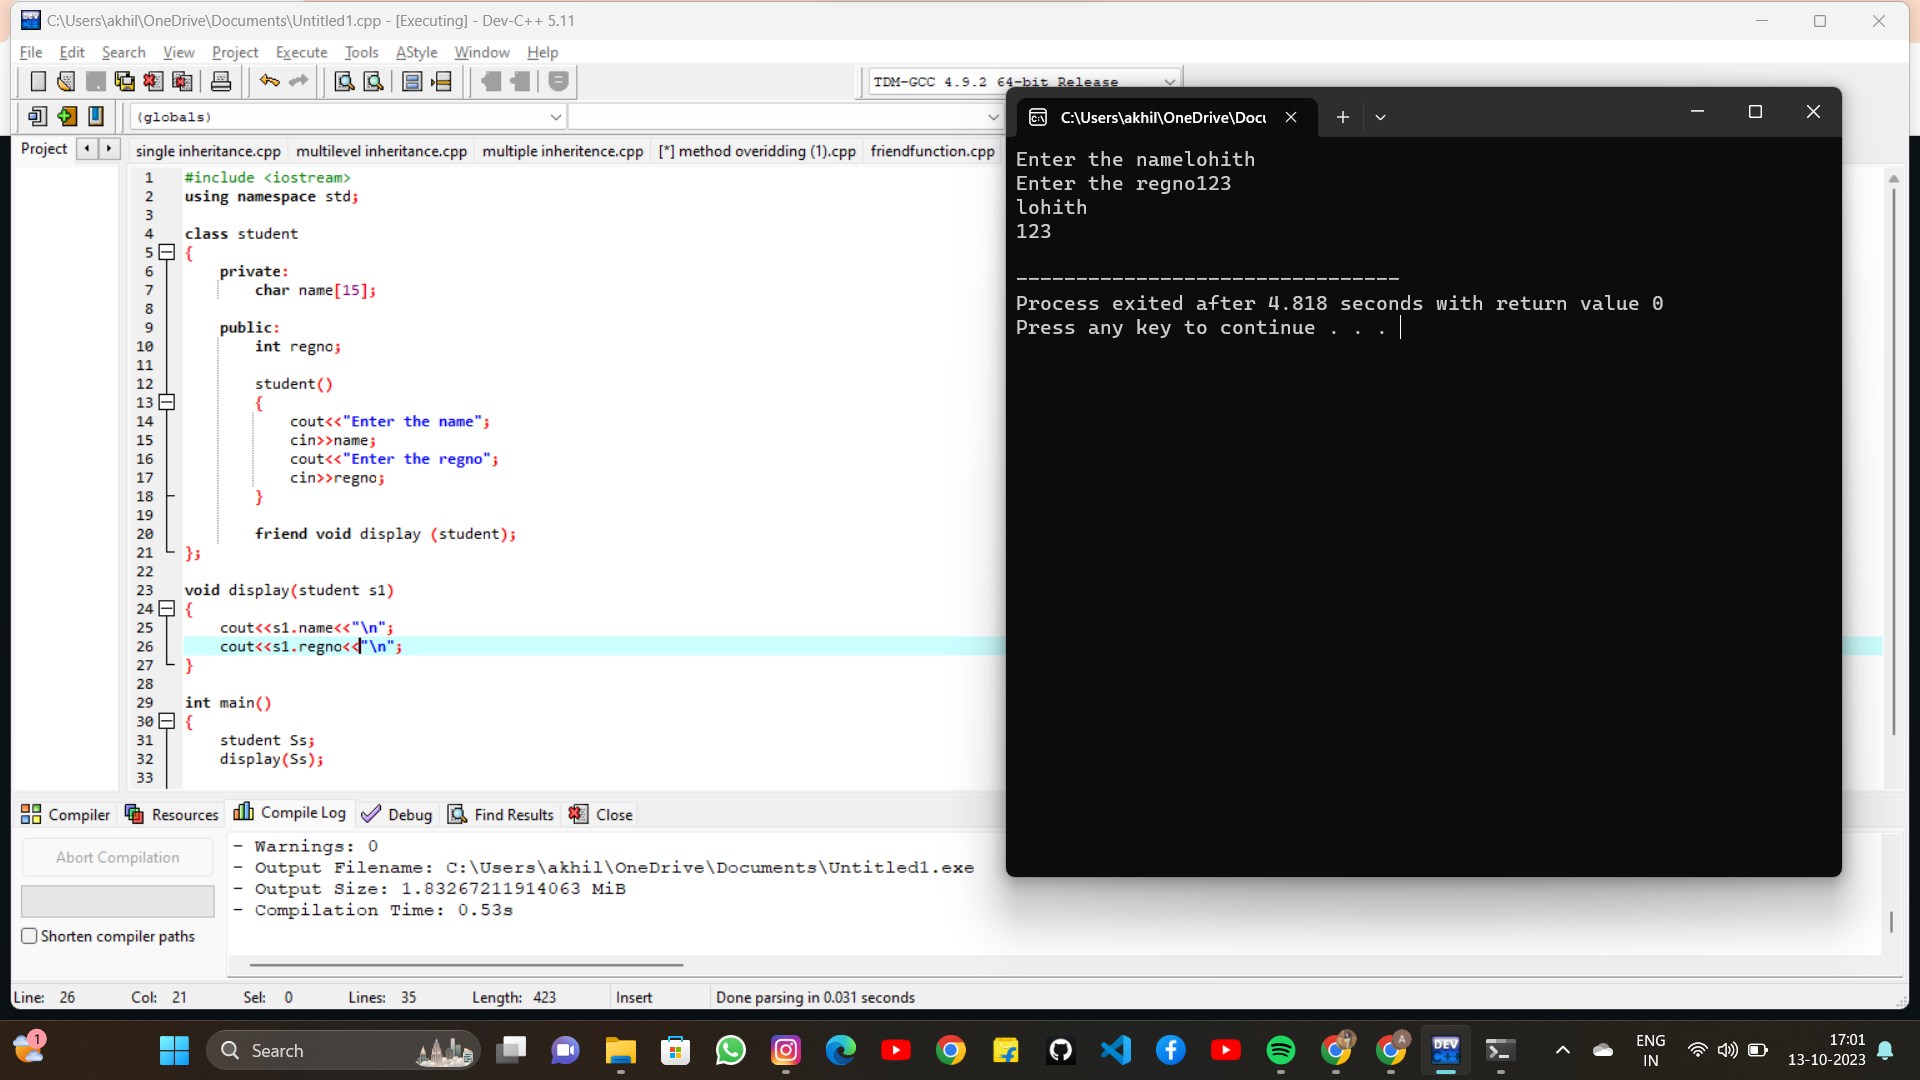 C:\Users\akhil\OneDrive\Documents\Untitled1.cpp - [Executing] - Dev-C++ 5.11
File Edit Search View Project Execute Tools AStyle Window Help
TDM-GCC 4.9.2 64-bit Release
(globals)
Project
single inheritance.cpp multilevel inheritance.cpp multiple inheritence.cpp [*] method overidding (1).cpp friendfunction.cpp
1 #include <iostream>
2 using namespace std;
3
4 class student
5 {
6 private:
7 char name[15];
8
9 public:
10 int regno;
11
12 student()
13 {
14 cout<<"Enter the name";
15 cin>>name;
16 cout<<"Enter the regno";
17 cin>>regno;
18 }
19
20 friend void display (student);
21 };
22
23 void display(student s1)
24 {
25 cout<<s1.name<<"\n";
26 cout<<s1.regno<<"\n";
27 }
28
29 int main()
30 {
31 student Ss;
32 display(Ss);
33
C:\Users\akhil\OneDrive\Docu
Enter the namelohith
Enter the regno123
lohith
123
--------------------------------
Process exited after 4.818 seconds with return value 0
Press any key to continue . . .
Compiler Resources Compile Log Debug Find Results Close
Abort Compilation
Shorten compiler paths
- Warnings: 0
- Output Filename: C:\Users\akhil\OneDrive\Documents\Untitled1.exe
- Output Size: 1.83267211914063 MiB
- Compilation Time: 0.53s
Line: 26 Col: 21 Sel: 0 Lines: 35 Length: 423 Insert Done parsing in 0.031 seconds
1
Search
DEV
ENG
IN
17:01
13-10-2023